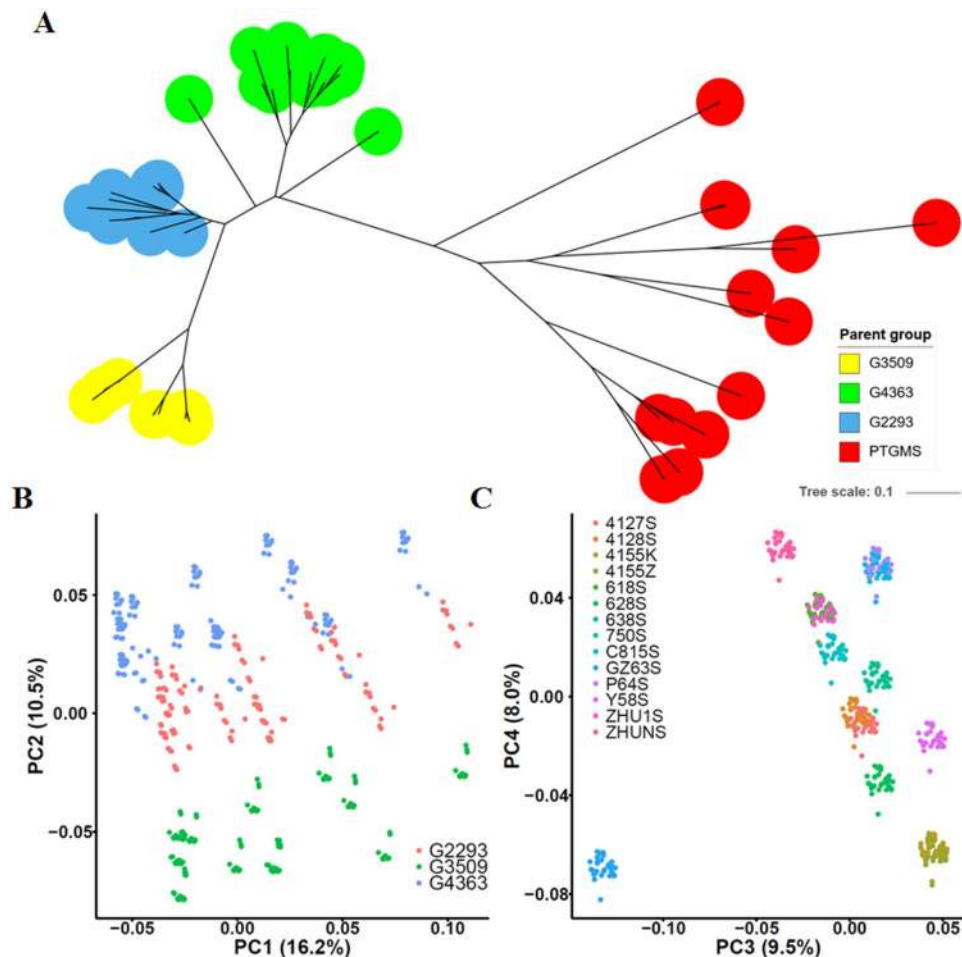 A
Parent group
G3509
G4363
G2293
PTGMS
Tree scale: 0.1
B
PC2 (10.5%)
0.05
0.00
−0.05
−0.05
0.00
0.05
0.10
PC1 (16.2%)
G2293
G3509
G4363
C
PC4 (8.0%)
0.04
0.00
−0.04
−0.08
4127S
4128S
4155K
4155Z
618S
628S
638S
750S
C815S
GZ63S
P64S
Y58S
ZHU1S
ZHUNS
−0.10
−0.05
0.00
0.05
PC3 (9.5%)